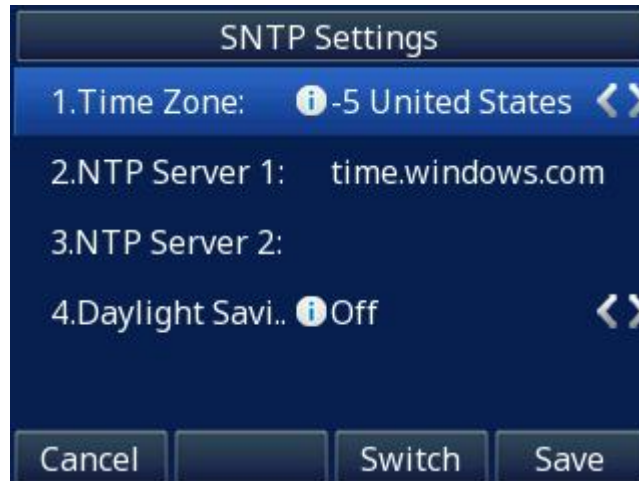 SNTP Settings
1.Time Zone: -5 United States
2.NTP Server 1: time.windows.com
3.NTP Server 2:
4.Daylight Savi.. Off
Cancel Switch Save